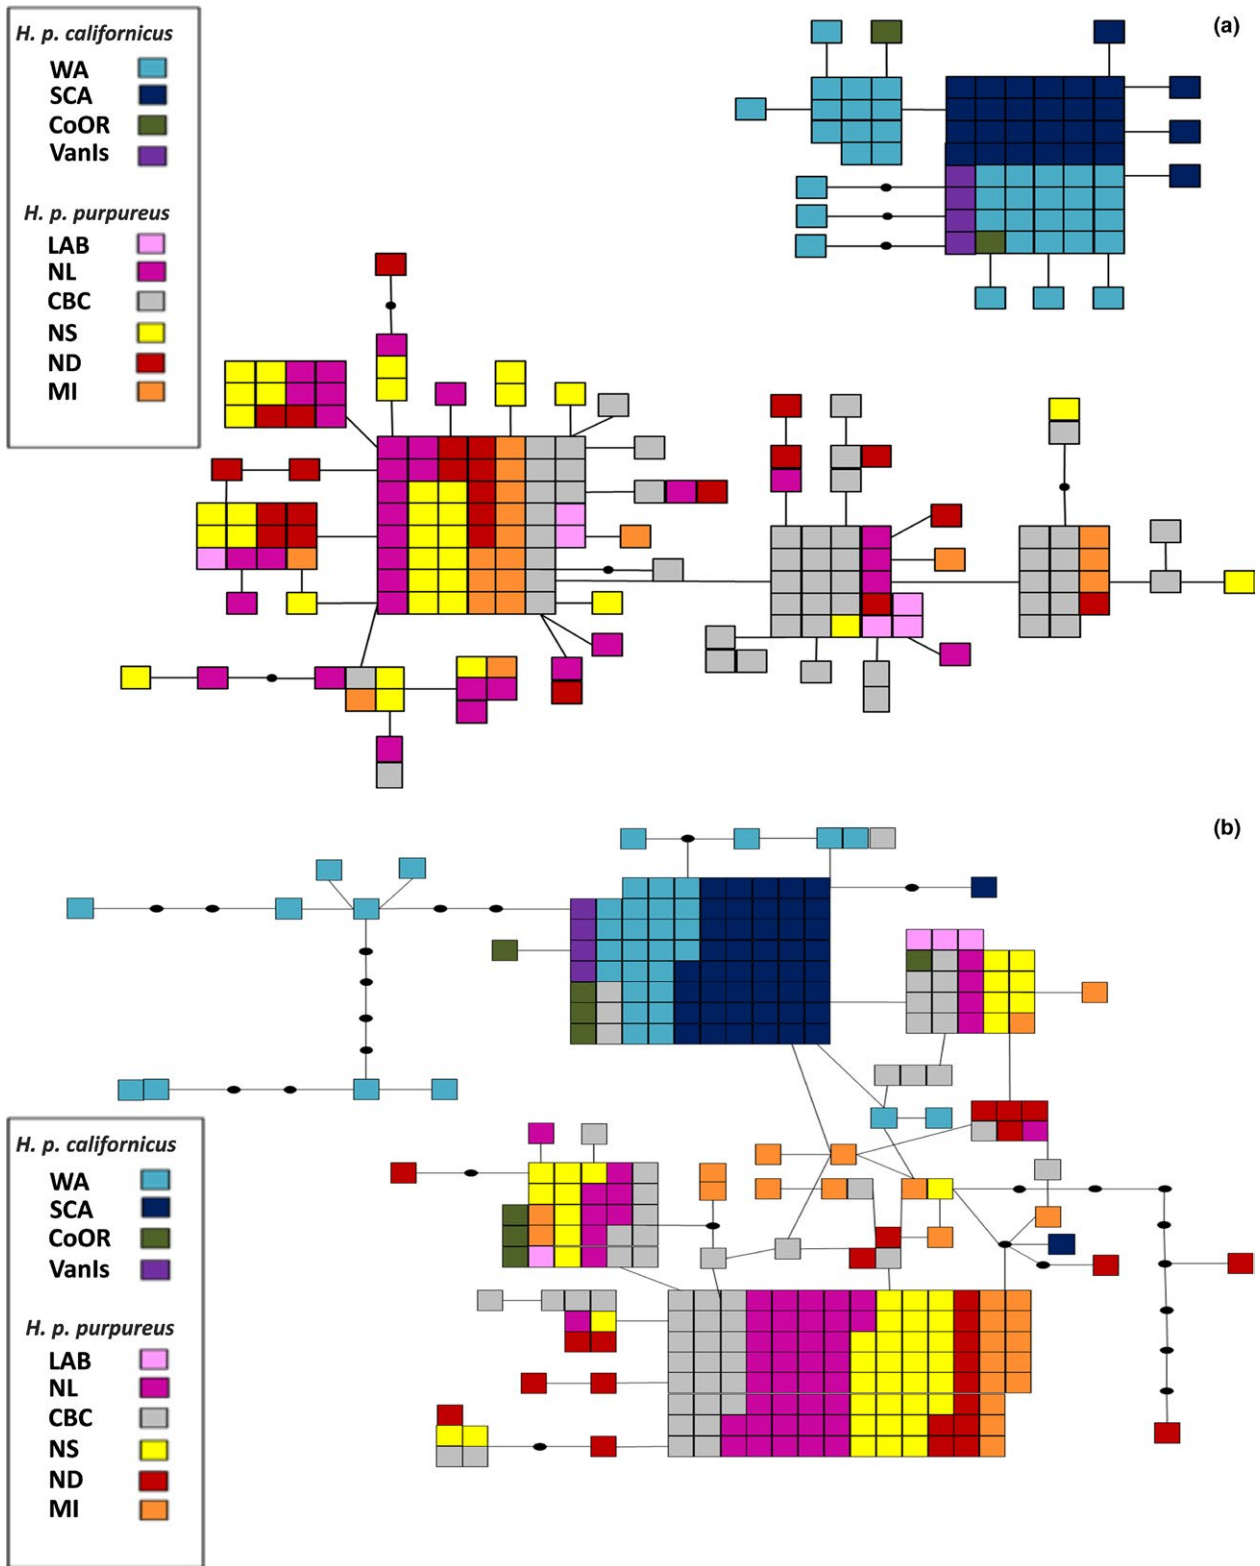 H. p. californicus
WA
SCA
CoOR
VanIs
H. p. purpureus
LAB
NL
CBC
NS
ND
MI
(a)
(b)
H. p. californicus
WA
SCA
CoOR
VanIs
H. p. purpureus
LAB
NL
CBC
NS
ND
MI